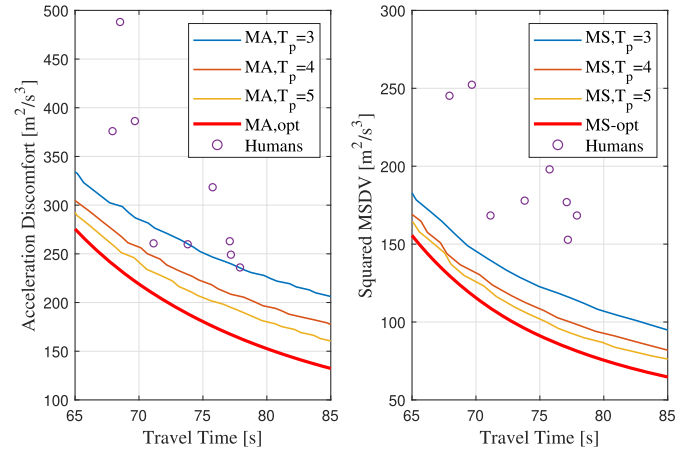 500
450
400
350
300
250
200
150
100
Acceleration Discomfort [m²/s³]
MA,Tₚ=3
MA,Tₚ=4
MA,Tₚ=5
MA,opt
Humans
65 70 75 80 85
Travel Time [s]
300
250
200
150
100
50
Squared MSDV [m²/s³]
MS,Tₚ=3
MS,Tₚ=4
MS,Tₚ=5
MS-opt
Humans
65 70 75 80 85
Travel Time [s]